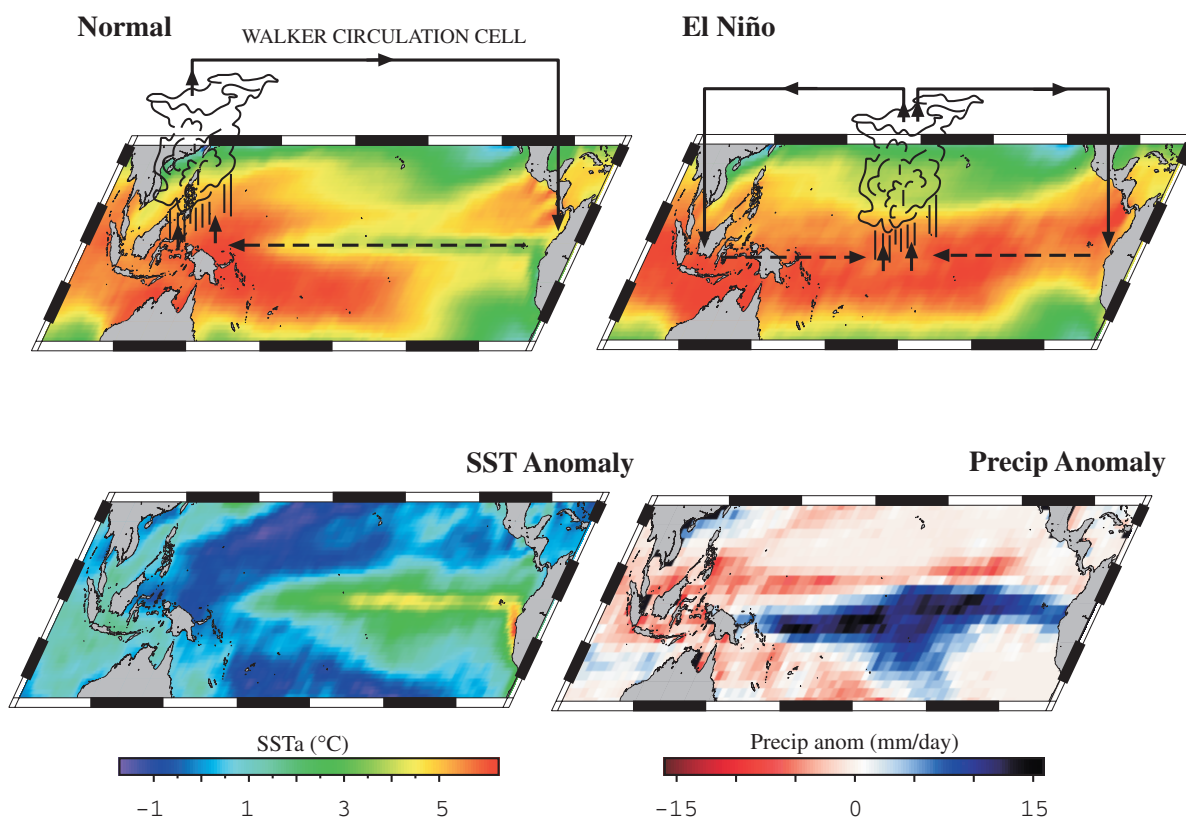 Normal
El Niño
WALKER CIRCULATION CELL
SST Anomaly
Precip Anomaly
SSTa (°C)
Precip anom (mm/day)
-1 1 3 5
-15 0 15